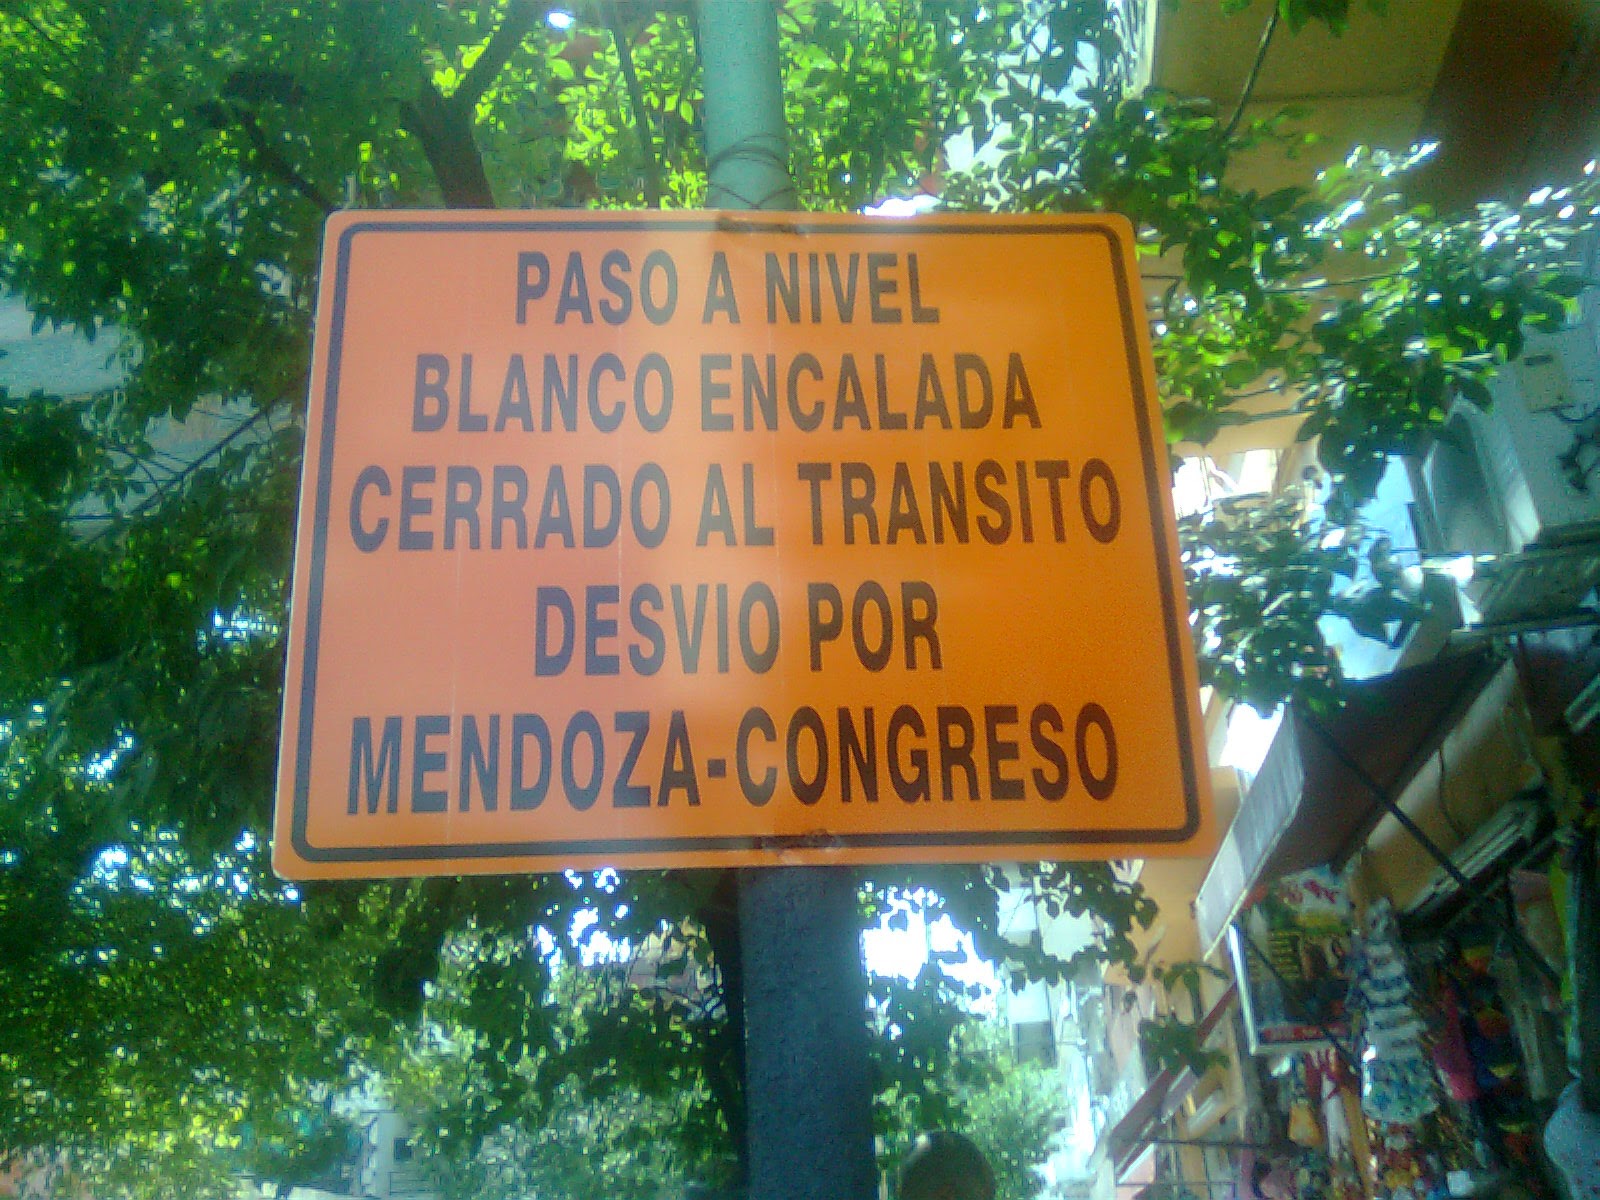 PASO A NIVEL
BLANCO ENCALADA
CERRADO AL TRANSITO
DESVIO POR
MENDOZA-CONGRESO